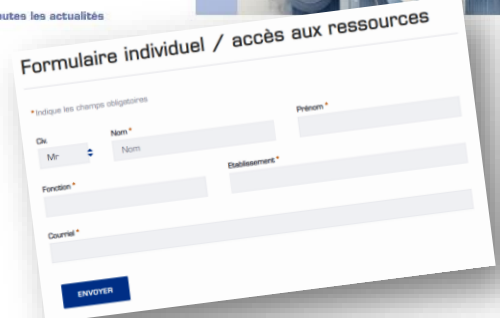 outes les actualités
Formulaire individuel / accès aux ressources
*Indique les champs obligatoires
Civ. Nom * Prénom *
Mr Nom
Fonction * Etablissement *
Courriel *
ENVOYER